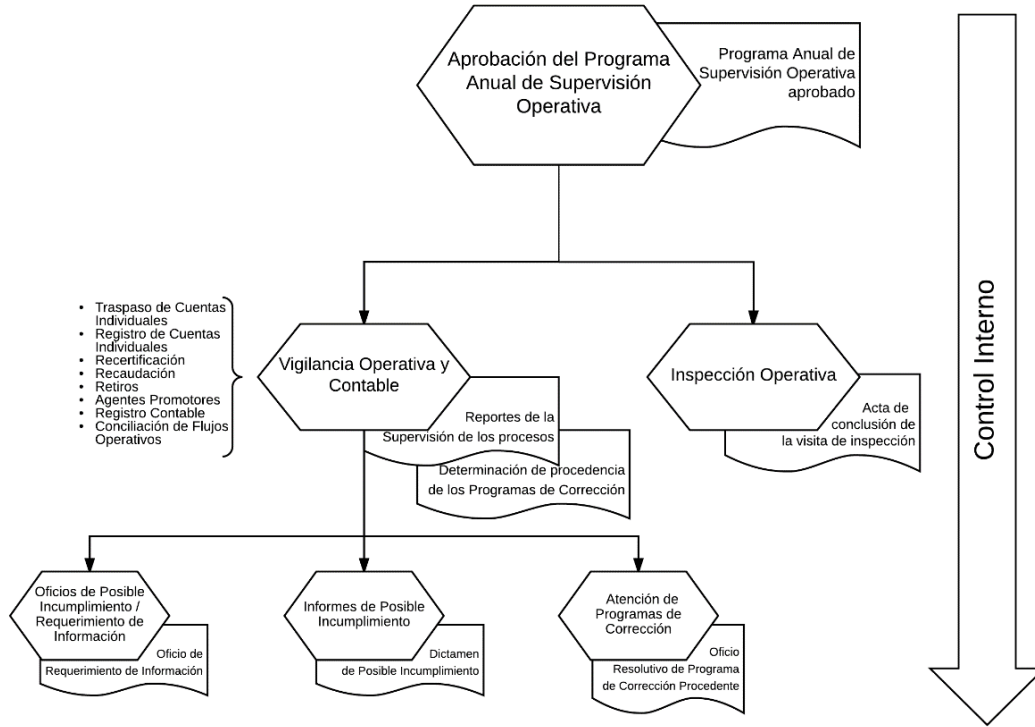 Aprobación del Programa
Anual de Supervisión
Operativa
Programa Anual de
Supervisión Operativa
aprobado
• Traspaso de Cuentas
Individuales
• Registro de Cuentas
Individuales
• Recertificación
• Recaudación
• Retiros
• Agentes Promotores
• Registro Contable
• Conciliación de Flujos
Operativos
Vigilancia Operativa y
Contable
Reportes de la
Supervisión de los procesos
Determinación de procedencia
de los Programas de Corrección
Inspección Operativa
Acta de
conclusión de
la visita de inspección
Oficios de Posible
Incumplimiento /
Requerimiento de
Información
Oficio de
Requerimiento de Información
Informes de Posible
Incumplimiento
Dictamen
de Posible Incumplimiento
Atención de
Programas de
Corrección
Oficio
Resolutivo de Programa
de Corrección Procedente
Control Interno